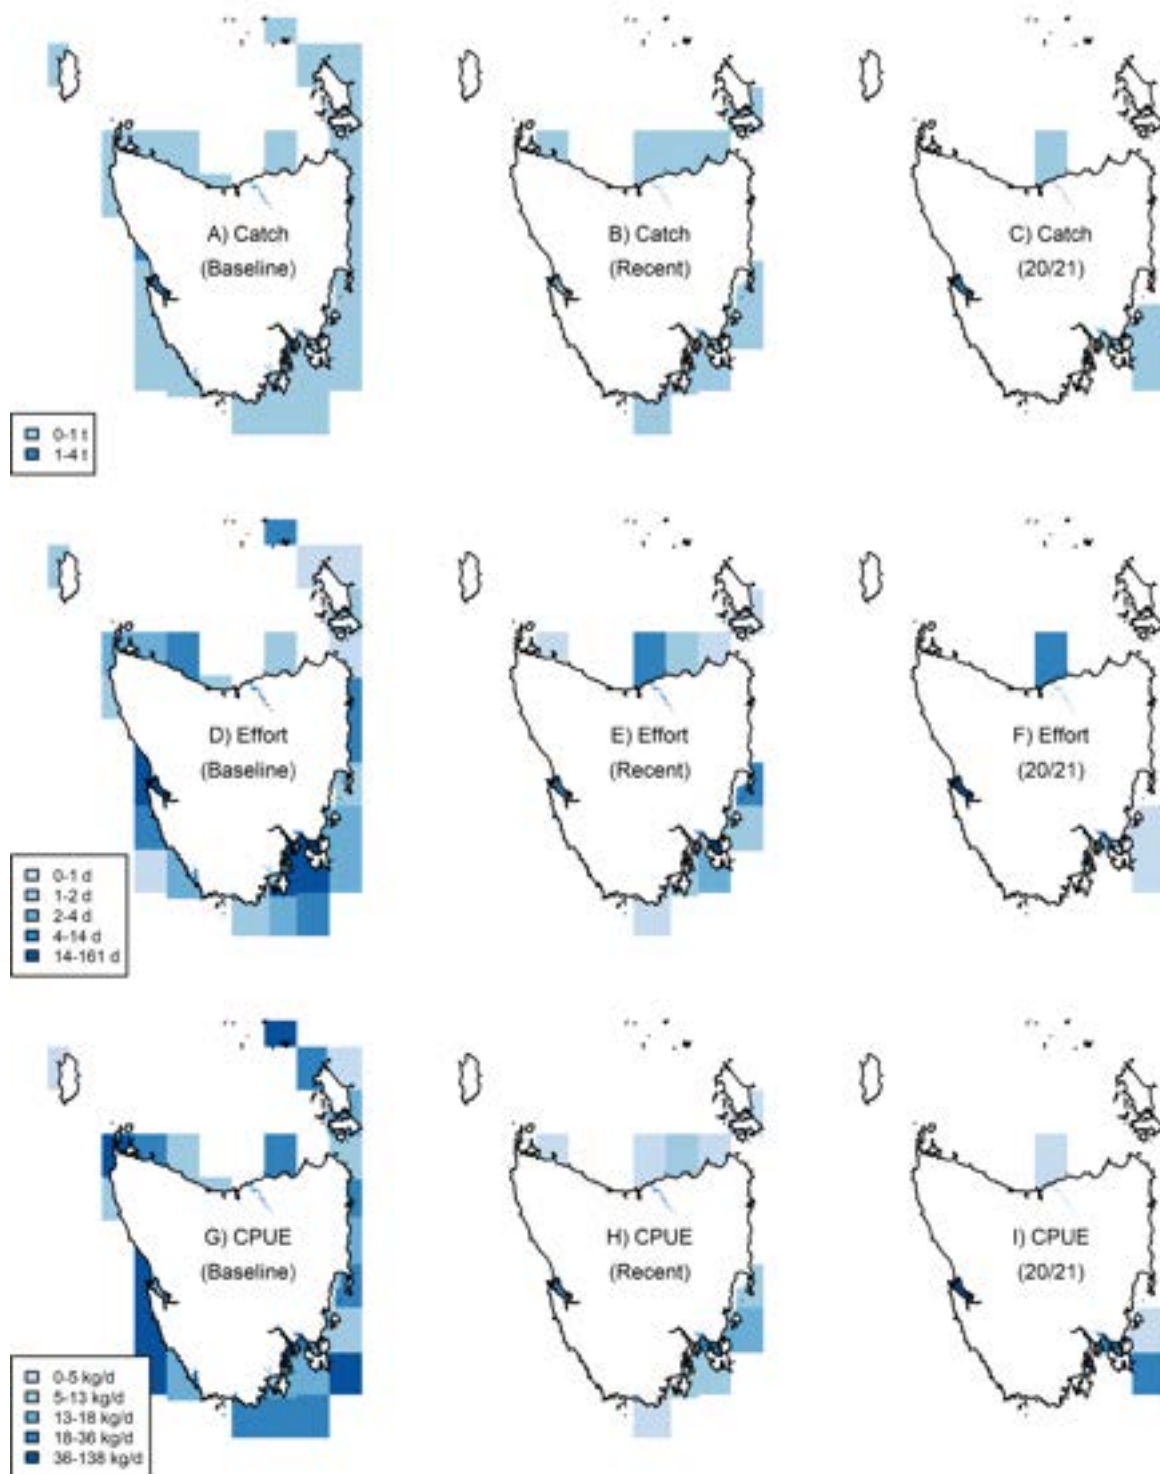 A) Catch
(Baseline)
B) Catch
(Recent)
C) Catch
(20/21)
0-1 t
1-4 t
D) Effort
(Baseline)
E) Effort
(Recent)
F) Effort
(20/21)
0-1 d
1-2 d
2-4 d
4-14 d
14-161 d
G) CPUE
(Baseline)
H) CPUE
(Recent)
I) CPUE
(20/21)
0-5 kg/d
5-13 kg/d
13-18 kg/d
18-36 kg/d
36-138 kg/d